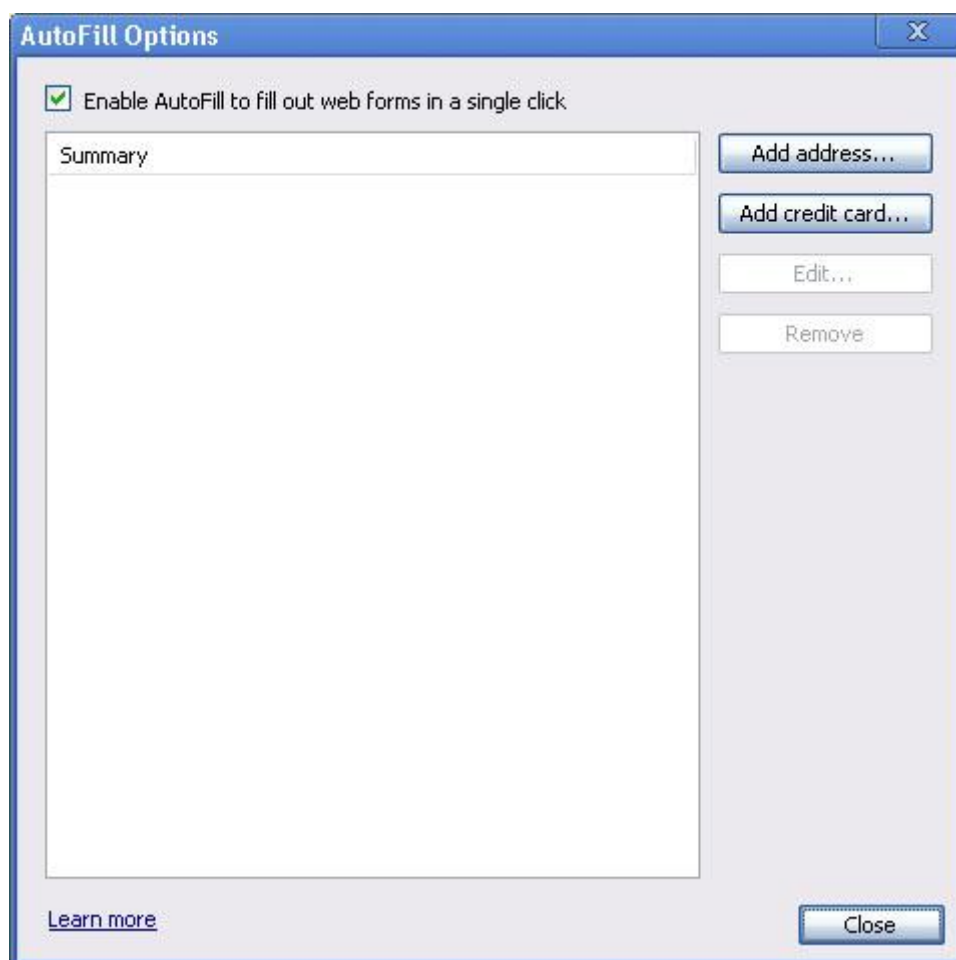 AutoFill Options
Enable AutoFill to fill out web forms in a single click
Summary
Add address...
Add credit card...
Edit...
Remove
Learn more
Close